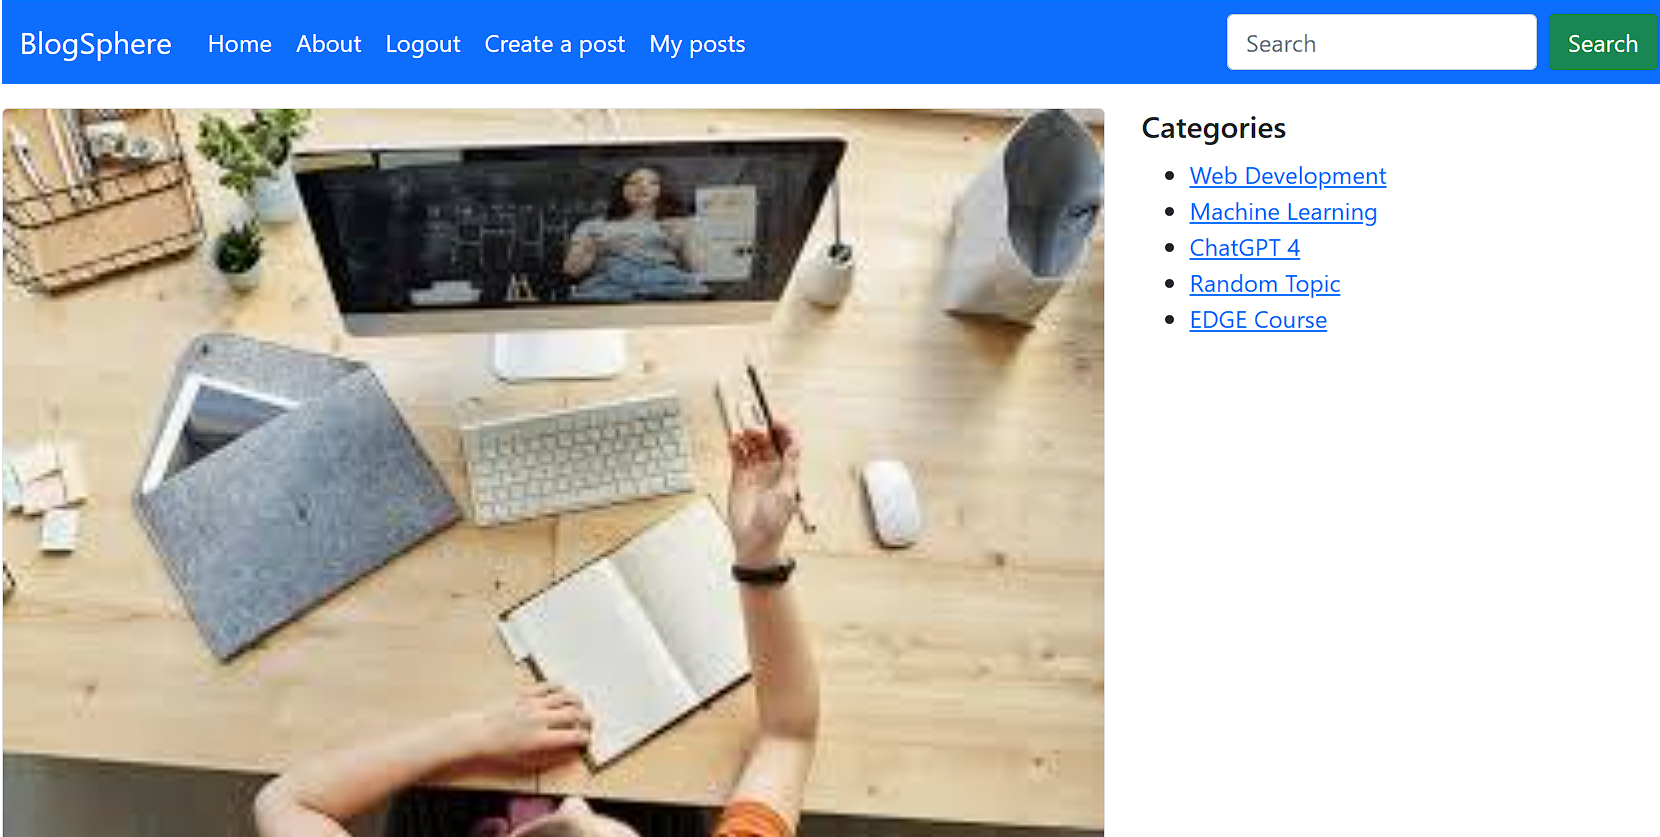 BlogSphere Home About Logout Create a post My posts Search Search
Categories
Web Development
Machine Learning
ChatGPT 4
Random Topic
EDGE Course